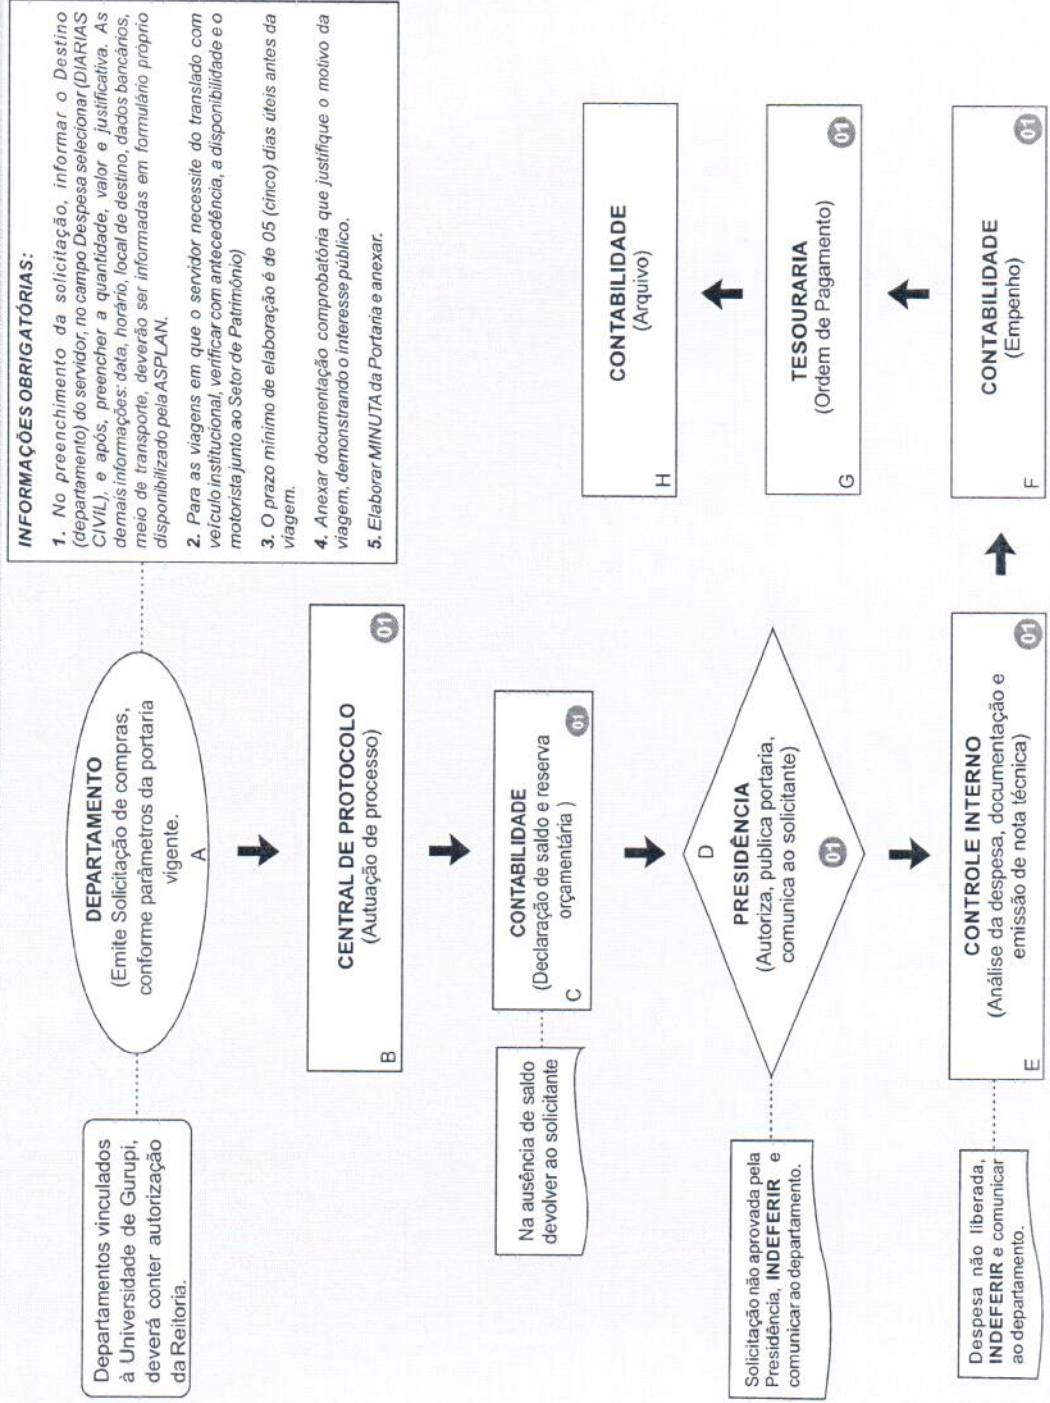 INFORMAÇÕES OBRIGATÓRIAS:
1. No preenchimento da solicitação, informar o Destino
(departamento) do servidor, no campo Despesa selecionar (DIARIAS
CIVIL), e após, preencher a quantidade, valor e justificativa. As
demais informações: data, horário, local de destino, dados bancários,
meio de transporte, deverão ser informadas em formulário próprio
disponibilizado pela ASPLAN.
2. Para as viagens em que o servidor necessite do translado com
veículo institucional, verificar com antecedência, a disponibilidade e o
motorista junto ao Setor de Patrimônio)
3. O prazo mínimo de elaboração é de 05 (cinco) dias úteis antes da
viagem.
4. Anexar documentação comprobatória que justifique o motivo da
viagem, demonstrando o interesse público.
5. Elaborar MINUTA da Portaria e anexar.
Departamentos vinculados
à Universidade de Gurupi,
deverá conter autorização
da Reitoria.
DEPARTAMENTO
(Emite Solicitação de compras,
conforme parâmetros da portaria
vigente.
A
CENTRAL DE PROTOCOLO
(Autuação de processo)
B
01
Na ausência de saldo
devolver ao solicitante
CONTABILIDADE
(Declaração de saldo e reserva
orçamentária )
C
01
Solicitação não aprovada pela
Presidência, INDEFERIR e
comunicar ao departamento.
D
PRESIDÊNCIA
(Autoriza, publica portaria,
comunica ao solicitante)
01
Despesa não liberada,
INDEFERIR e comunicar
ao departamento.
CONTROLE INTERNO
(Análise da despesa, documentação e
emissão de nota técnica)
E
01
CONTABILIDADE
(Empenho)
F
01
TESOURARIA
(Ordem de Pagamento)
G
01
CONTABILIDADE
(Arquivo)
H